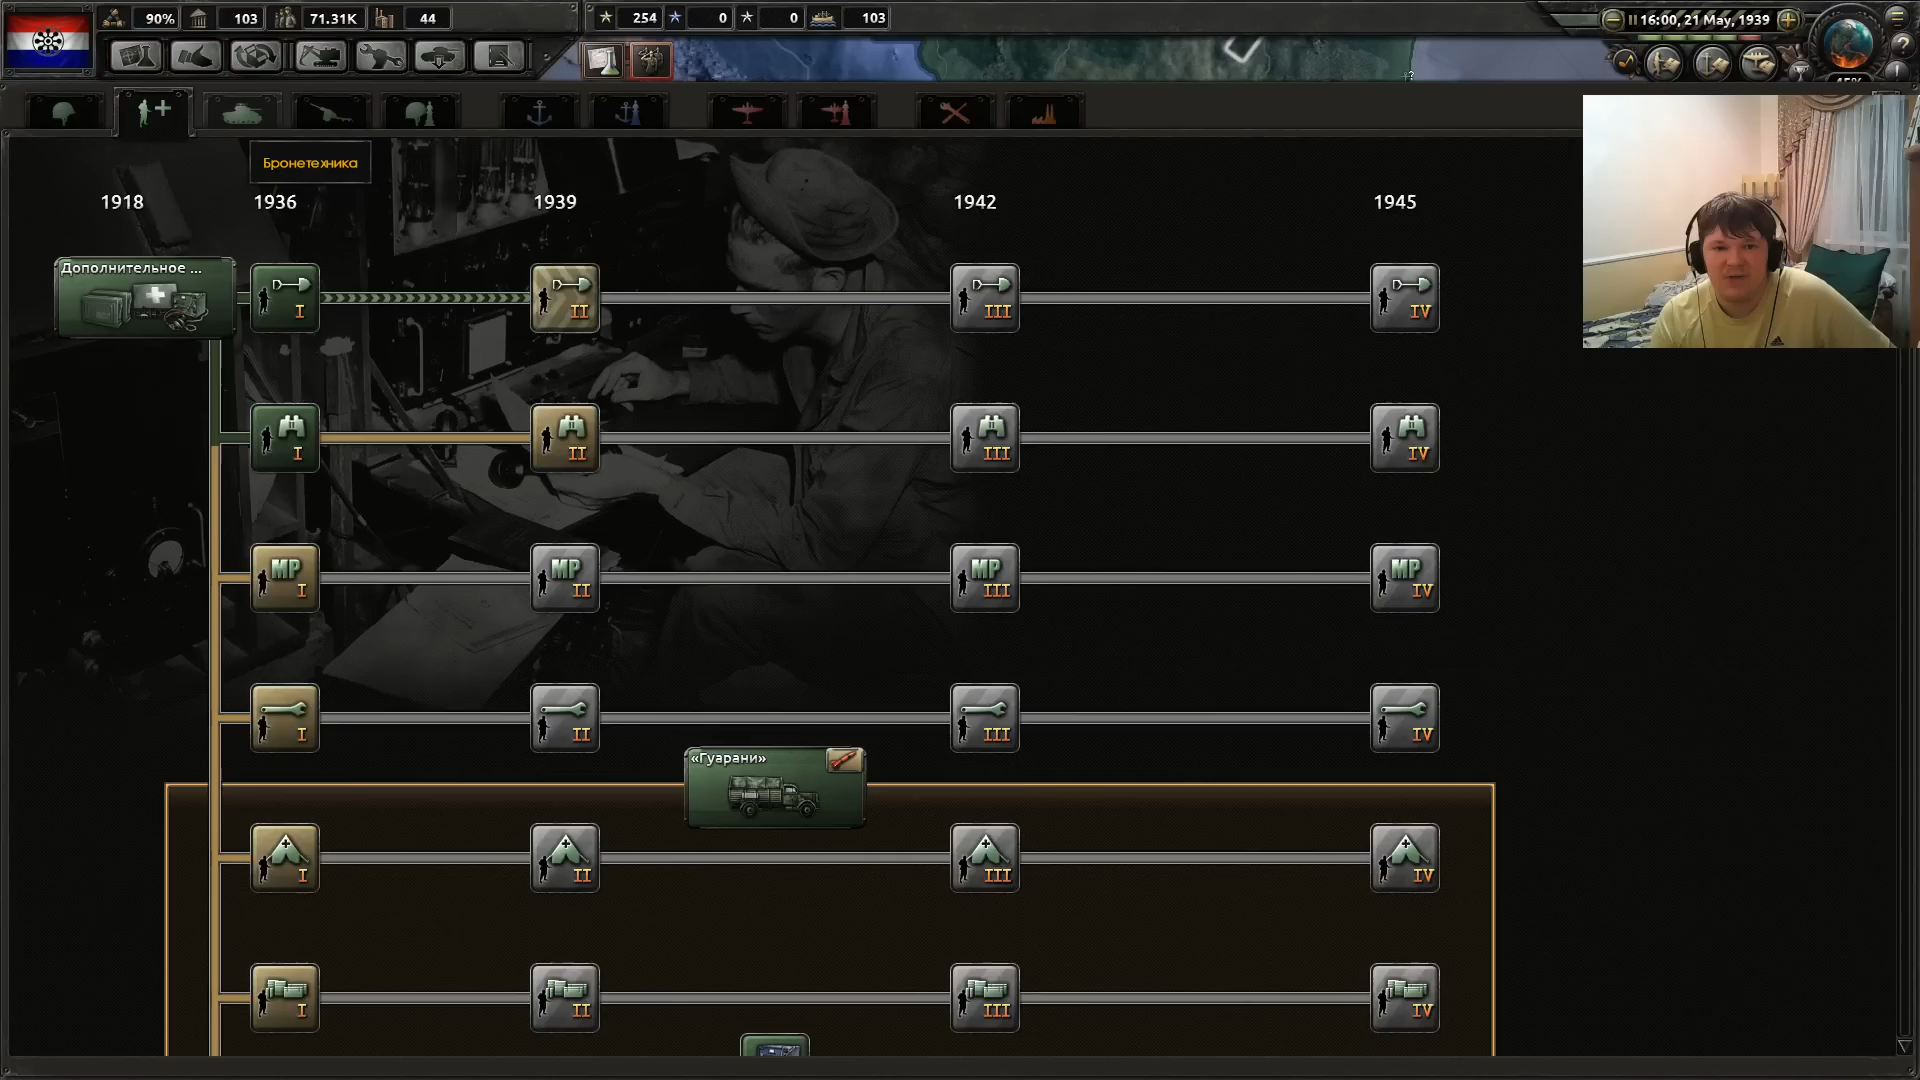 90%
103
71.31K
44
254
0
0
103
16:00, 21 May, 1939
45%
Бронетехника
1918
1936
1939
1942
1945
Дополнительное ...
I
II
III
IV
I
II
III
IV
MP
I
MP
II
MP
III
MP
IV
I
II
III
IV
«Гуарани»
I
II
III
IV
I
II
III
IV